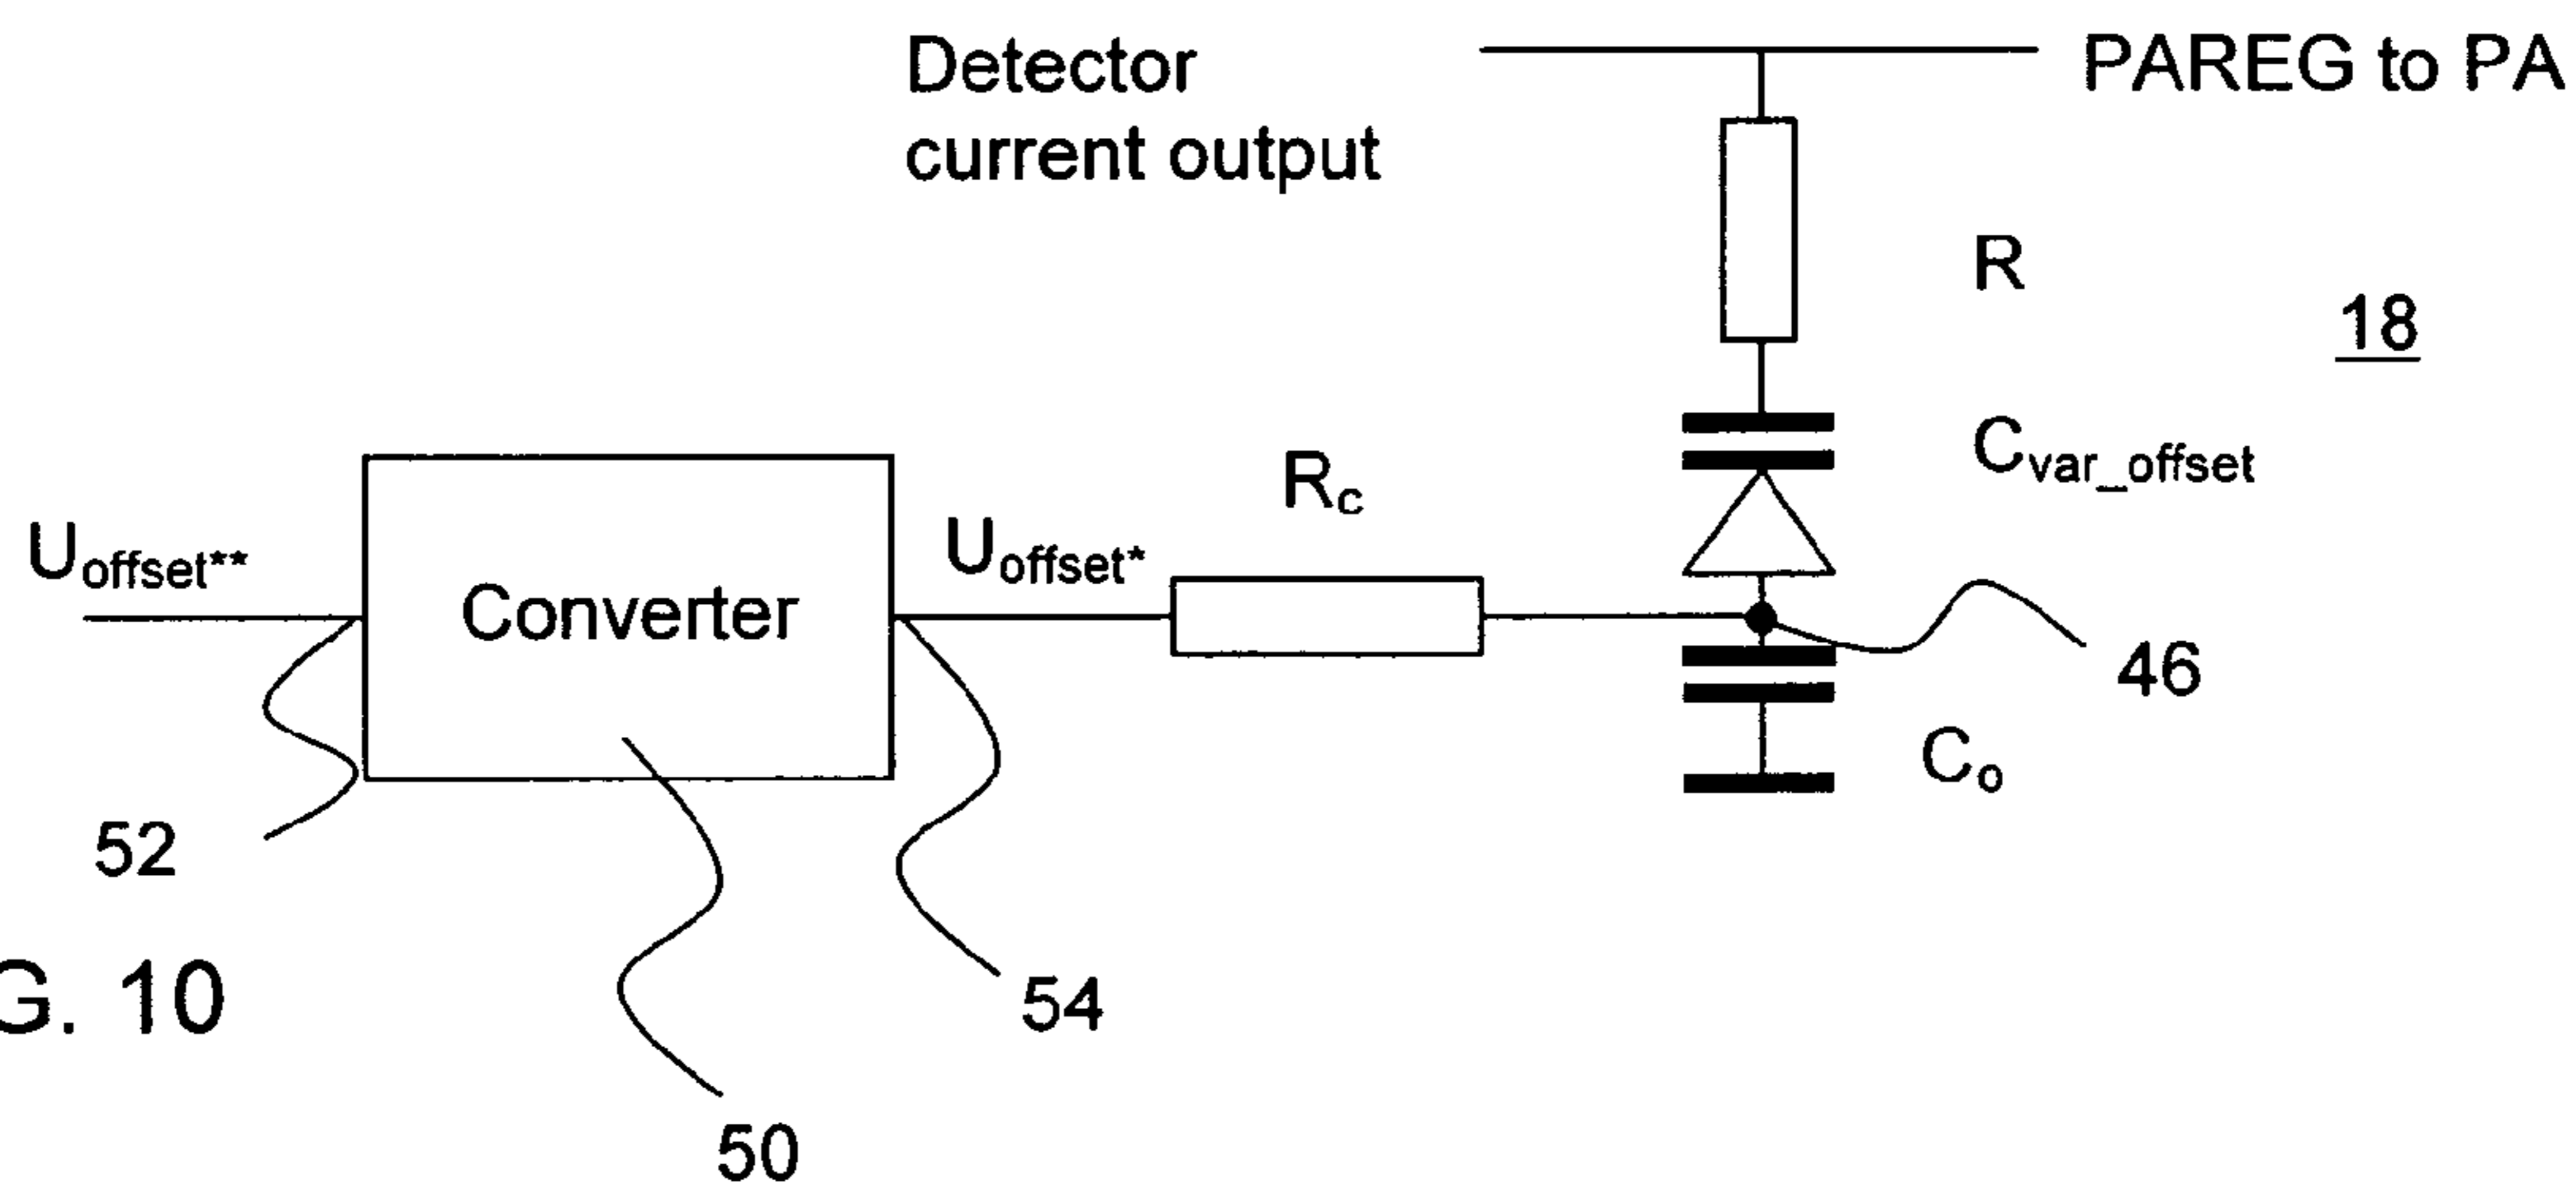 Detector
current output
PAREG to PA
R
18
Cvar_offset
Rc
Uoffset**
Converter
Uoffset*
46
Co
52
54
G. 10
50